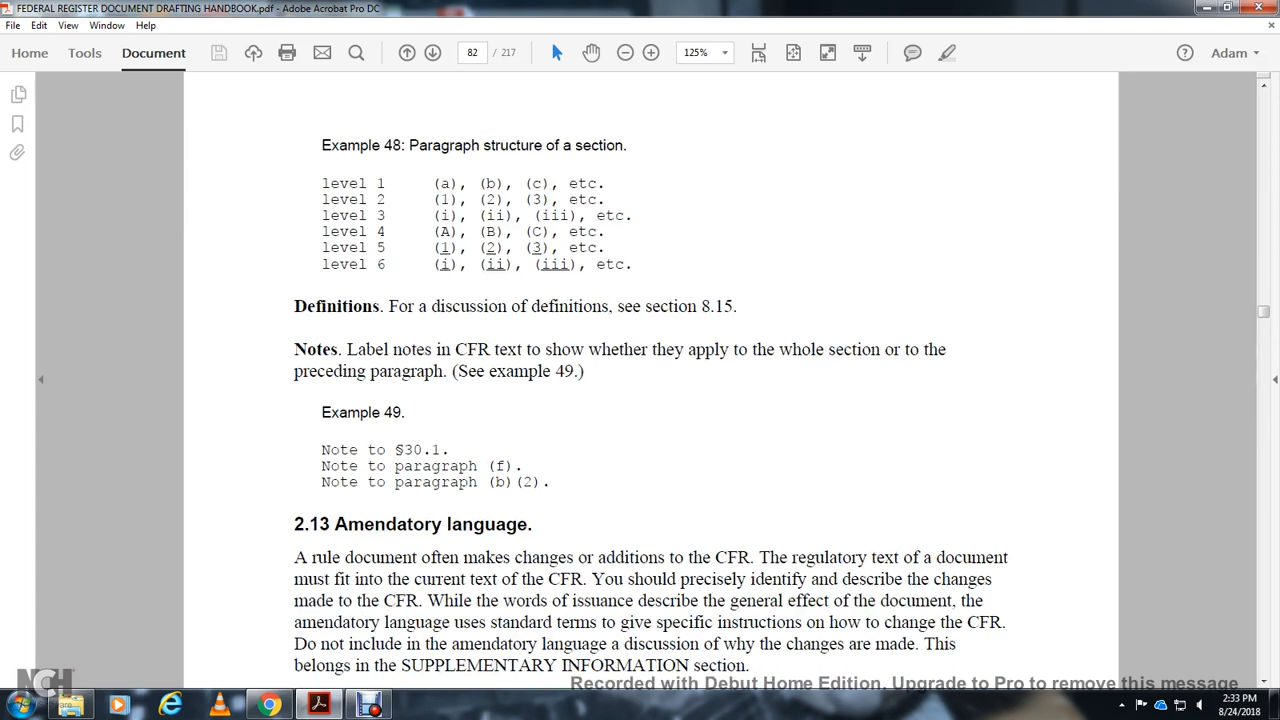 FEDERAL REGISTER DOCUMENT DRAFTING HANDBOOK.pdf - Adobe Acrobat Pro DC
File Edit View Window Help
Home Tools Document 82 / 217 125% Adam
Example 48: Paragraph structure of a section.
level 1 (a), (b), (c), etc.
level 2 (1), (2), (3), etc.
level 3 (i), (ii), (iii), etc.
level 4 (A), (B), (C), etc.
level 5 (1), (2), (3), etc.
level 6 (i), (ii), (iii), etc.
Definitions. For a discussion of definitions, see section 8.15.
Notes. Label notes in CFR text to show whether they apply to the whole section or to the
preceding paragraph. (See example 49.)
Example 49.
Note to §30.1.
Note to paragraph (f).
Note to paragraph (b)(2).
2.13 Amendatory language.
A rule document often makes changes or additions to the CFR. The regulatory text of a document
must fit into the current text of the CFR. You should precisely identify and describe the changes
made to the CFR. While the words of issuance describe the general effect of the document, the
amendatory language uses standard terms to give specific instructions on how to change the CFR.
Do not include in the amendatory language a discussion of why the changes are made. This
belongs in the SUPPLEMENTARY INFORMATION section.
NCH
Recorded with Debut Home Edition. Upgrade to Pro to remove this message
2:33 PM
8/24/2018